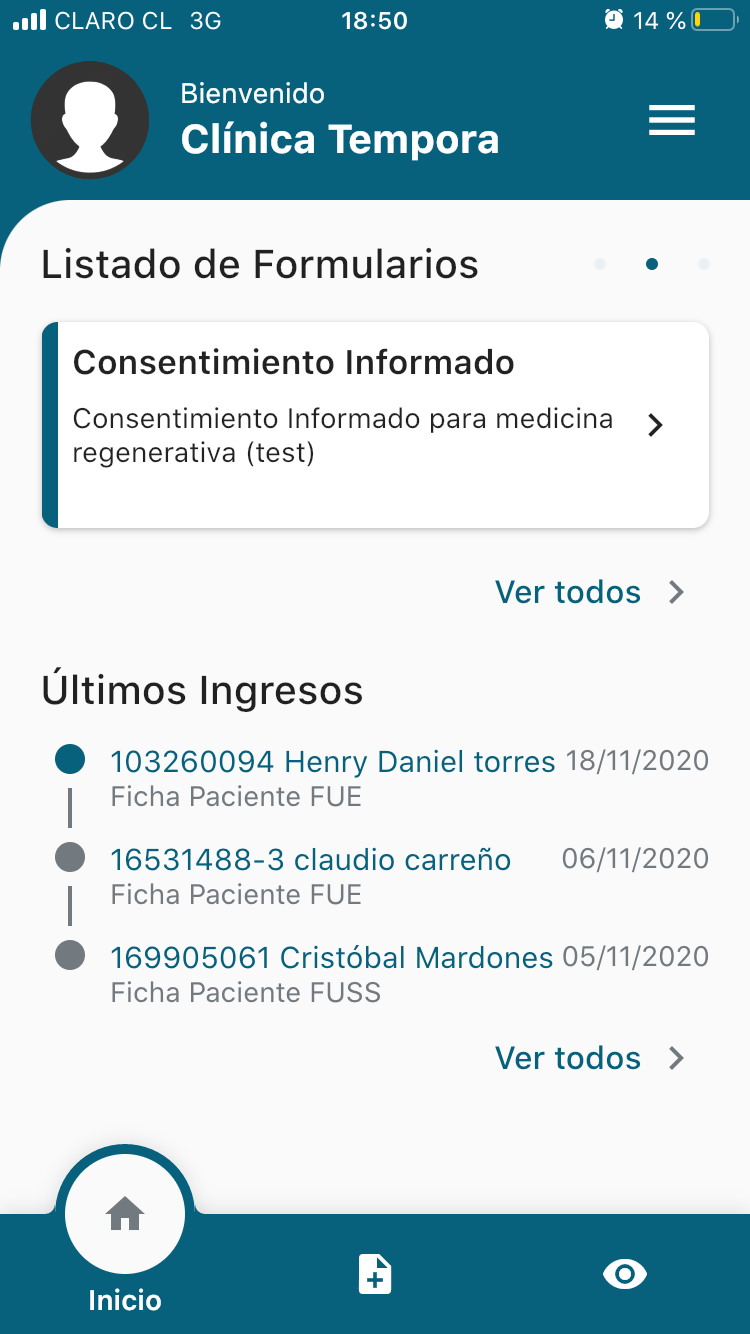 CLARO CL 3G 18:50 14 %
Bienvenido
Clínica Tempora
Listado de Formularios
Consentimiento Informado
Consentimiento Informado para medicina
regenerativa (test)
Ver todos
Últimos Ingresos
103260094 Henry Daniel torres 18/11/2020
Ficha Paciente FUE
16531488-3 claudio carreño 06/11/2020
Ficha Paciente FUE
169905061 Cristóbal Mardones 05/11/2020
Ficha Paciente FUSS
Ver todos
Inicio